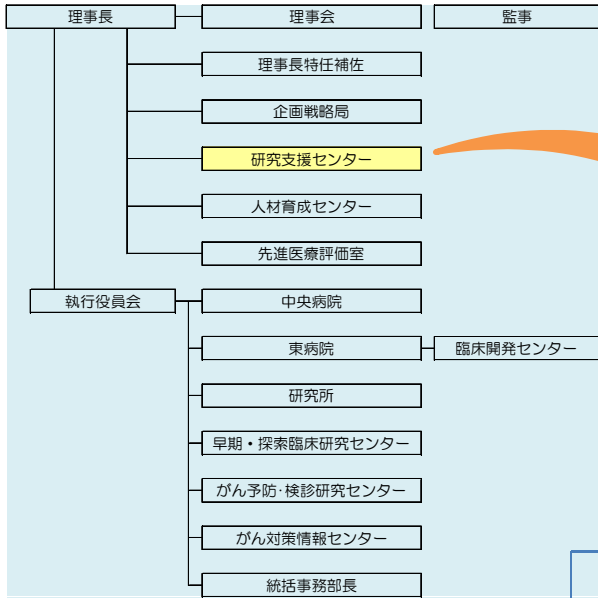 理事長
理事会
監事
理事長特任補佐
企画戦略局
研究支援センター
人材育成センター
先進医療評価室
執行役員会
中央病院
東病院
臨床開発センター
研究所
早期・探索臨床研究センター
がん予防・検診研究センター
がん対策情報センター
統括事務部長